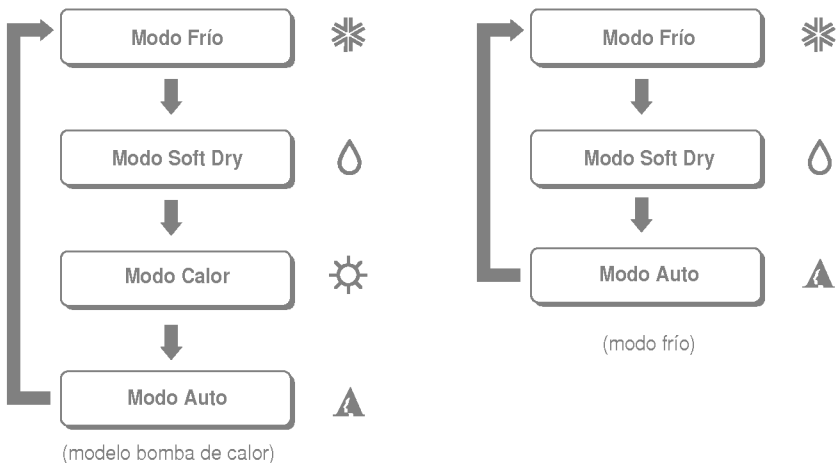 Modo Frío
Modo Soft Dry
Modo Calor
Modo Auto
(modelo bomba de calor)
Modo Frío
Modo Soft Dry
Modo Auto
(modo frío)